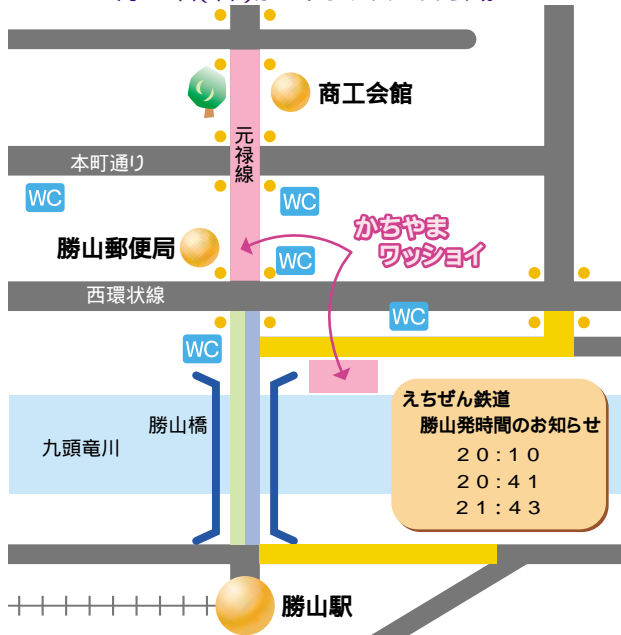 商工会館
元禄線
本町通り
WC
WC
かちやま
ワッショイ
勝山郵便局
WC
西環状線
WC
WC
えちぜん鉄道
勝山発時間のお知らせ
20:10
20:41
21:43
勝山橋
九頭竜川
勝山駅